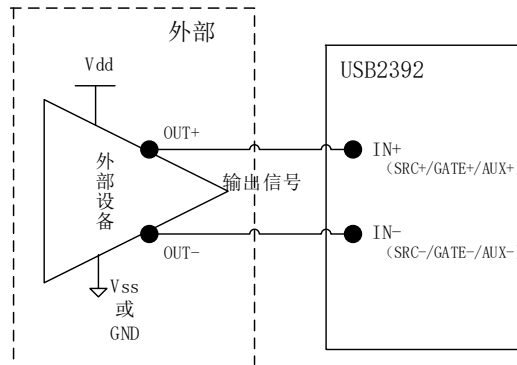 外部
USB2392
Vdd
OUT+
IN+
(SRC+/GATE+/AUX+
外部设备
输出信号
IN-
(SRC-/GATE-/AUX-
OUT-
Vss
或
GND